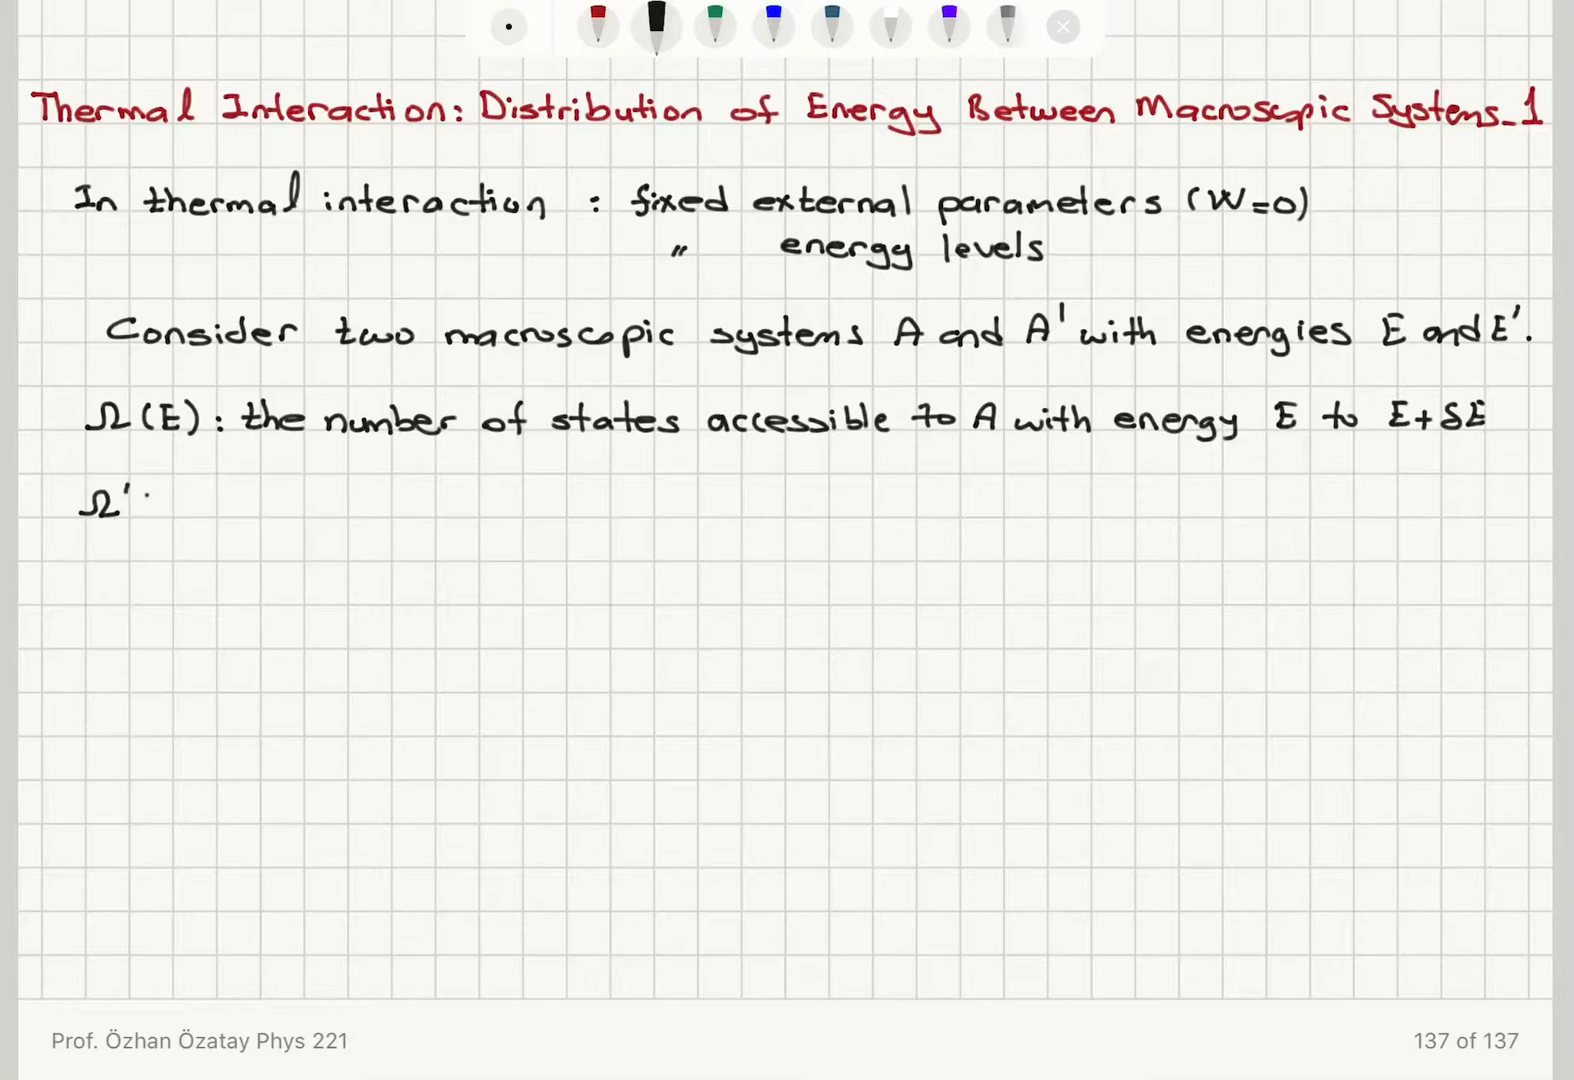 Thermal Interaction: Distribution of Energy Between Macroscopic Systems_1
In thermal interaction : fixed external parameters (W=0)
" energy levels
Consider two macroscopic systems A and A' with energies E and E'.
Ω(E): the number of states accessible to A with energy E to E+δE
Ω'.
Prof. Özhan Özatay Phys 221
137 of 137